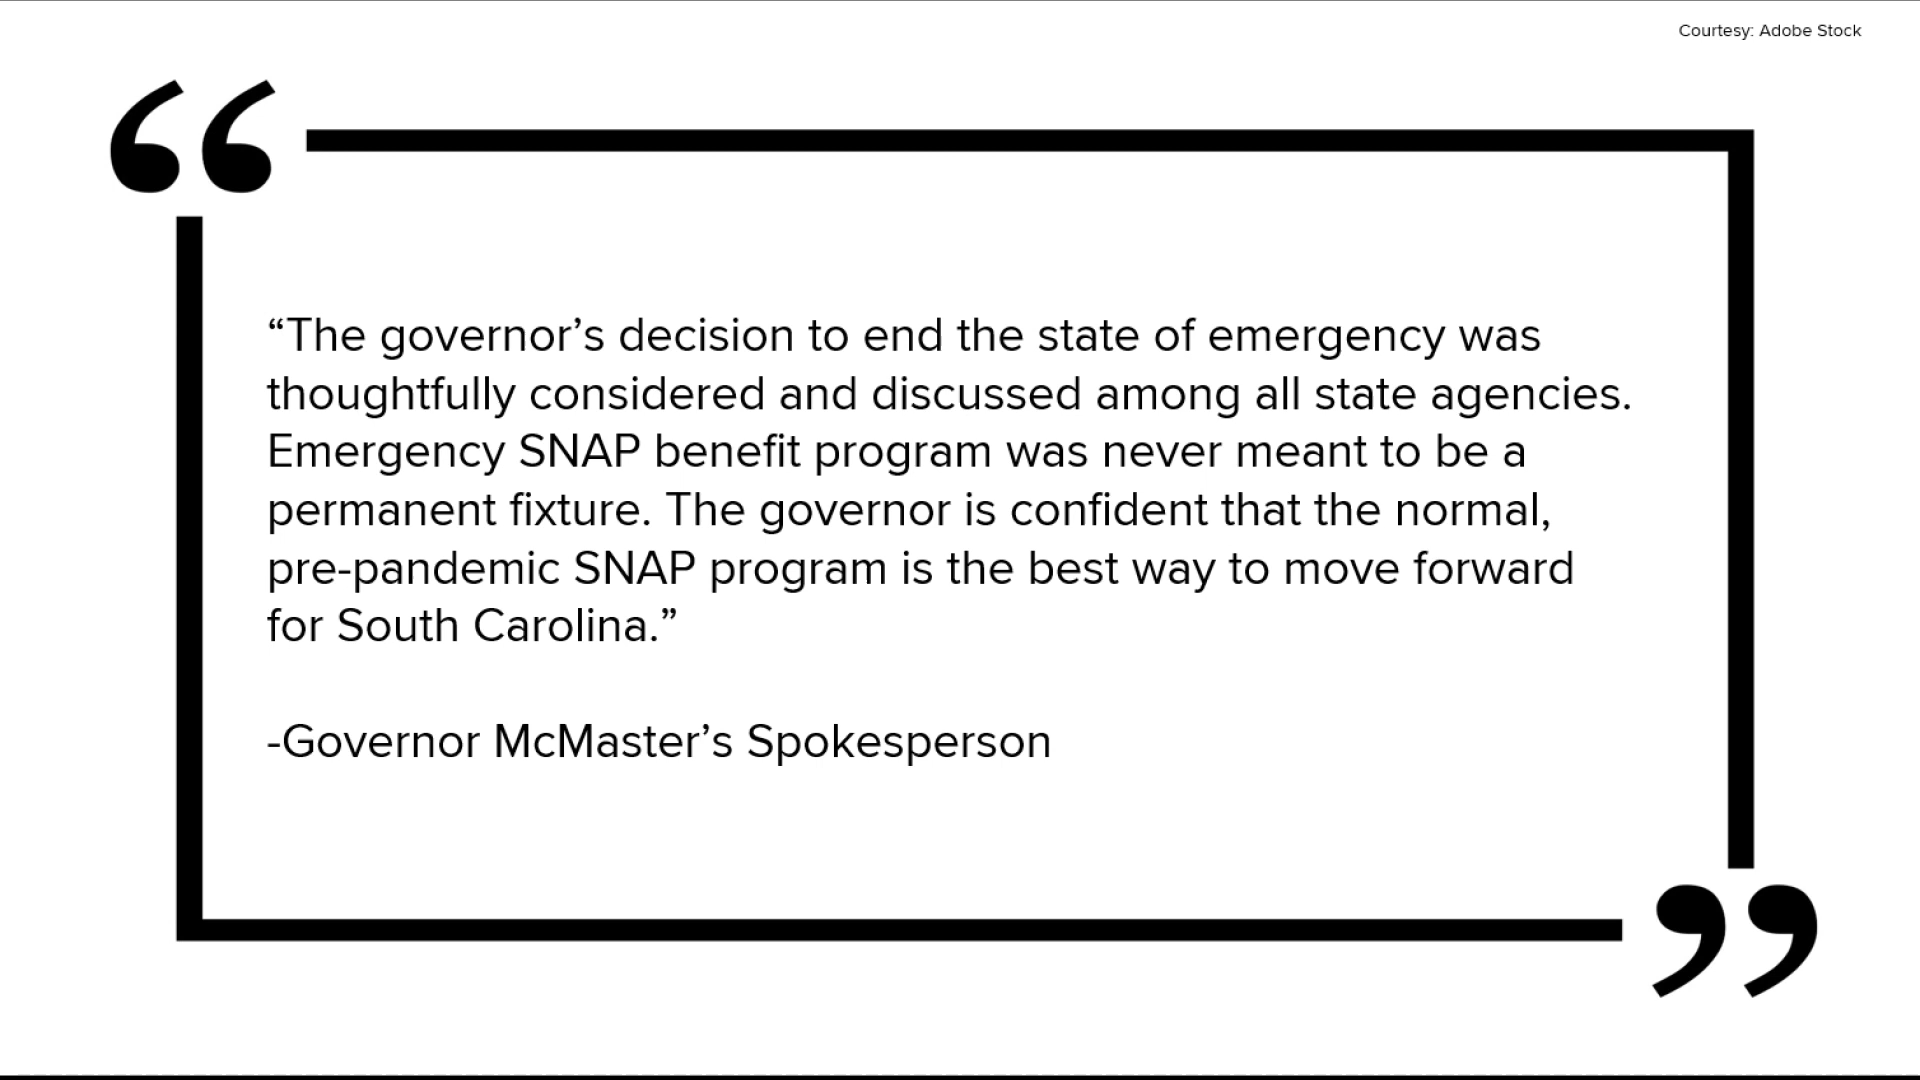 Courtesy: Adobe Stock
“The governor’s decision to end the state of emergency was
thoughtfully considered and discussed among all state agencies.
Emergency SNAP benefit program was never meant to be a
permanent fixture. The governor is confident that the normal,
pre-pandemic SNAP program is the best way to move forward
for South Carolina.”
-Governor McMaster’s Spokesperson